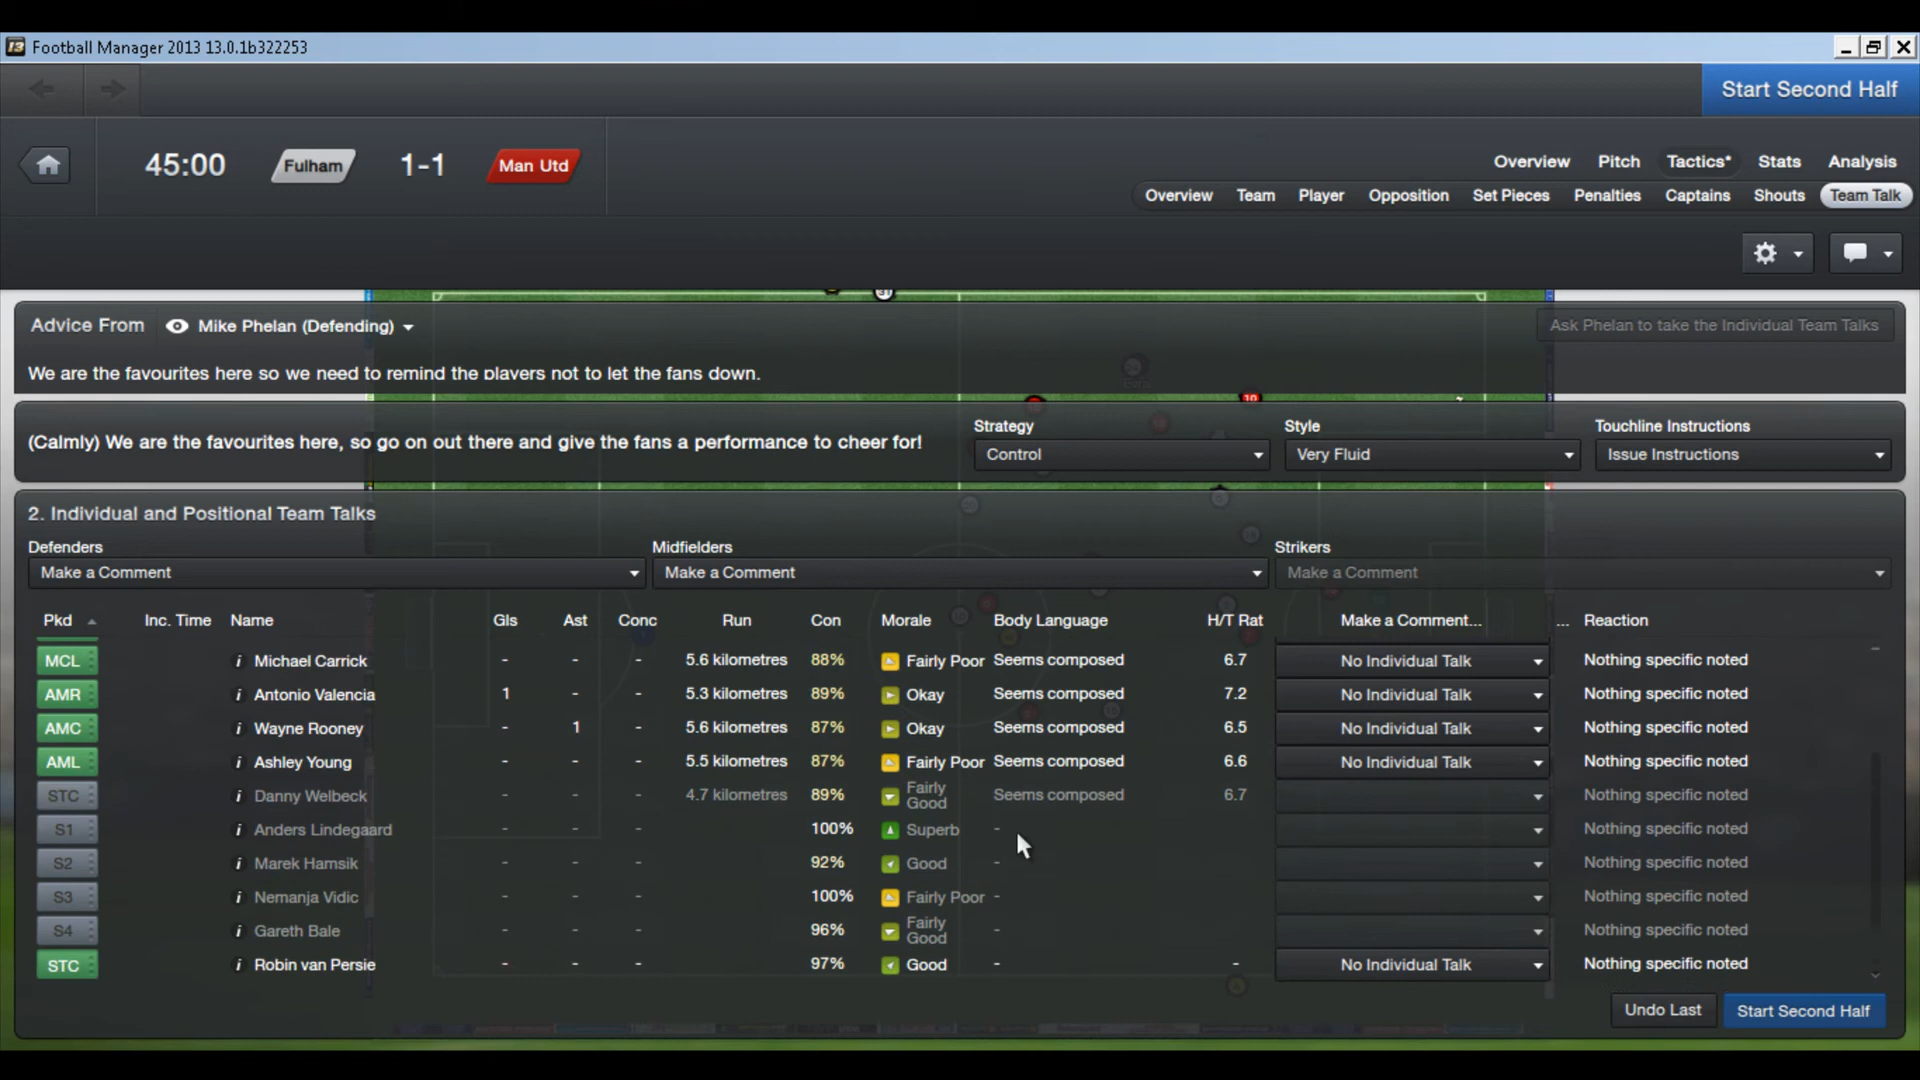 Football Manager 2013 13.0.1b322253
Start Second Half
45:00 Fulham 1-1 Man Utd
Overview Pitch Tactics* Stats Analysis
Overview Team Player Opposition Set Pieces Penalties Captains Shouts Team Talk
Advice From Mike Phelan (Defending) Ask Phelan to take the Individual Team Talks
We are the favourites here so we need to remind the players not to let the fans down.
Strategy Style Touchline Instructions
(Calmly) We are the favourites here, so go on out there and give the fans a performance to cheer for! Control Very Fluid Issue Instructions
2. Individual and Positional Team Talks
Defenders Midfielders Strikers
Make a Comment Make a Comment Make a Comment
Pkd Inc. Time Name Gls Ast Conc Run Con Morale Body Language H/T Rat Make a Comment... ... Reaction
MCL i Michael Carrick - - - 5.6 kilometres 88% Fairly Poor Seems composed 6.7 No Individual Talk Nothing specific noted
AMR i Antonio Valencia 1 - - 5.3 kilometres 89% Okay Seems composed 7.2 No Individual Talk Nothing specific noted
AMC i Wayne Rooney - 1 - 5.6 kilometres 87% Okay Seems composed 6.5 No Individual Talk Nothing specific noted
AML i Ashley Young - - - 5.5 kilometres 87% Fairly Poor Seems composed 6.6 No Individual Talk Nothing specific noted
STC i Danny Welbeck - - - 4.7 kilometres 89% Fairly Good Seems composed 6.7 Nothing specific noted
S1 i Anders Lindegaard - - - 100% Superb - Nothing specific noted
S2 i Marek Hamsik - - - 92% Good - Nothing specific noted
S3 i Nemanja Vidic - - - 100% Fairly Poor - Nothing specific noted
S4 i Gareth Bale - - - 96% Fairly Good - Nothing specific noted
STC i Robin van Persie - - - 97% Good - - No Individual Talk Nothing specific noted
Undo Last Start Second Half